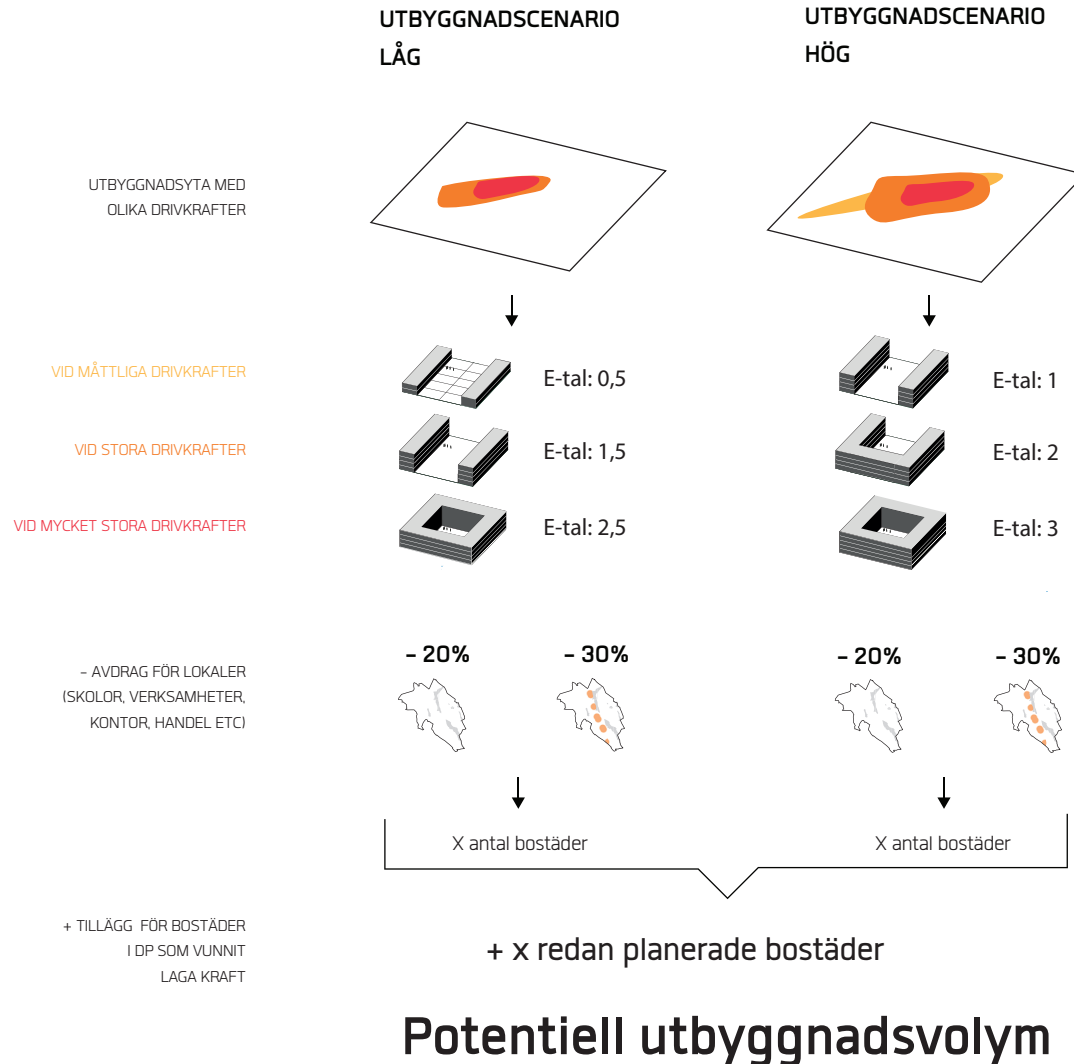 UTBYGGNADSCENARIO
LÅG
UTBYGGNADSCENARIO
HÖG
UTBYGGNADSYTA MED
OLIKA DRIVKRAFTER
VID MÅTTLIGA DRIVKRAFTER
E-tal: 0,5
E-tal: 1
VID STORA DRIVKRAFTER
E-tal: 1,5
E-tal: 2
VID MYCKET STORA DRIVKRAFTER
E-tal: 2,5
E-tal: 3
- AVDRAG FÖR LOKALER
(SKOLOR, VERKSAMHETER,
KONTOR, HANDEL ETC)
- 20%
- 30%
- 20%
- 30%
X antal bostäder
X antal bostäder
+ TILLÄGG FÖR BOSTÄDER
I DP SOM VUNNIT
LAGA KRAFT
+ x redan planerade bostäder
Potentiell utbyggnadsvolym